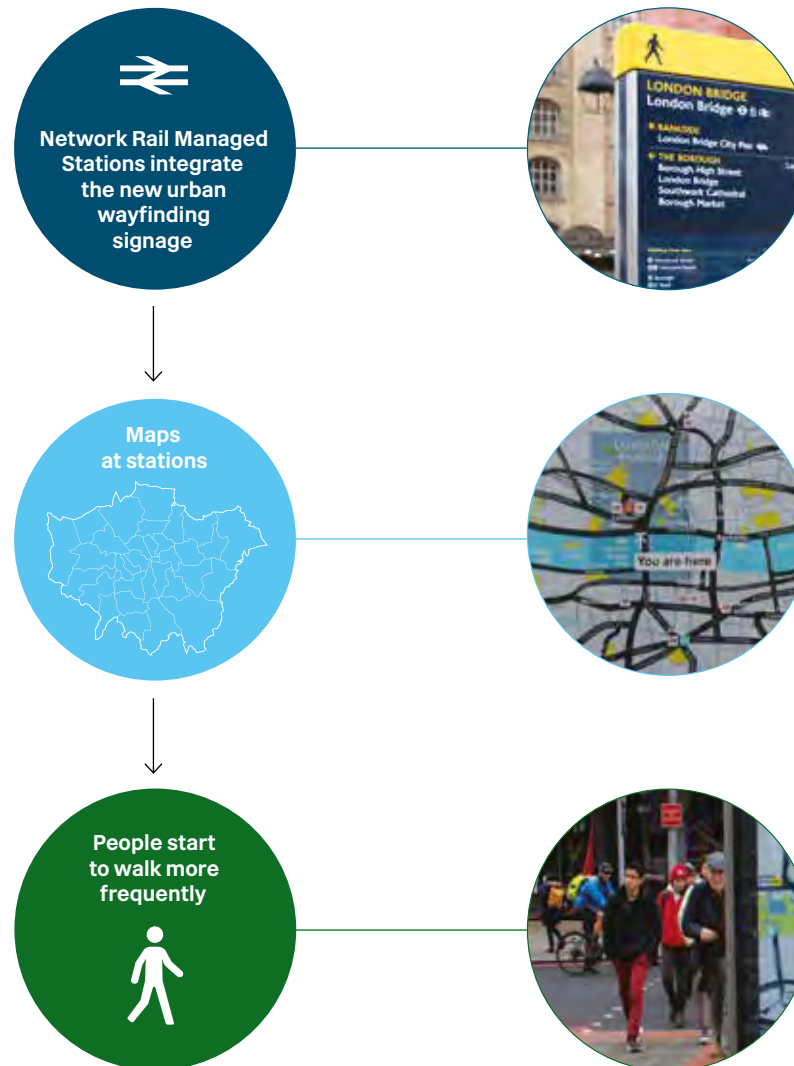 Network Rail Managed
Stations integrate
the new urban
wayfinding
signage
LONDON BRIDGE
London Bridge
BANKSIDE
London Bridge City Pier
THE BOROUGH
Borough High Street
London Bridge
Southwark Cathedral
Borough Market
Maps
at stations
You are here
People start
to walk more
frequently